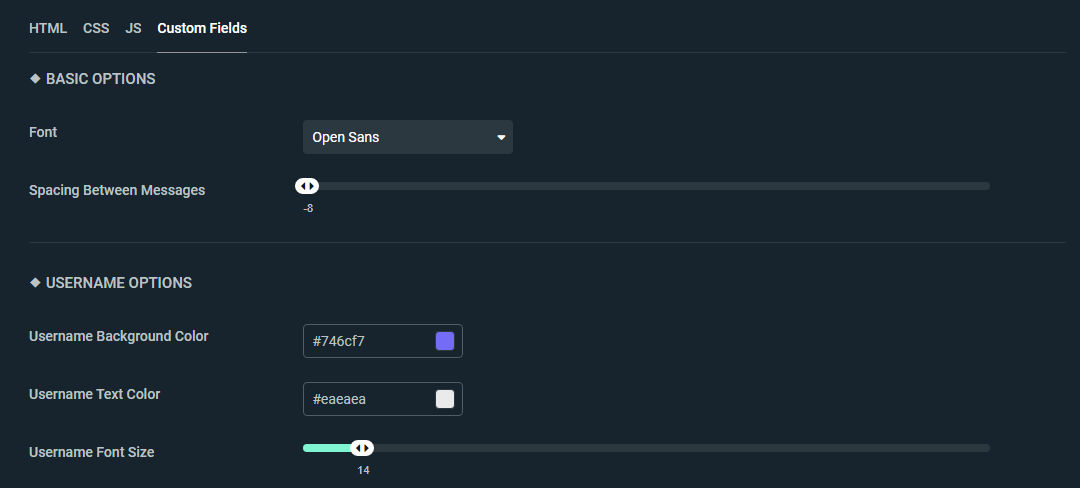 HTML CSS JS Custom Fields
❖ BASIC OPTIONS
Font Open Sans
Spacing Between Messages
-8
❖ USERNAME OPTIONS
Username Background Color #746cf7
Username Text Color #eaeaea
Username Font Size
14